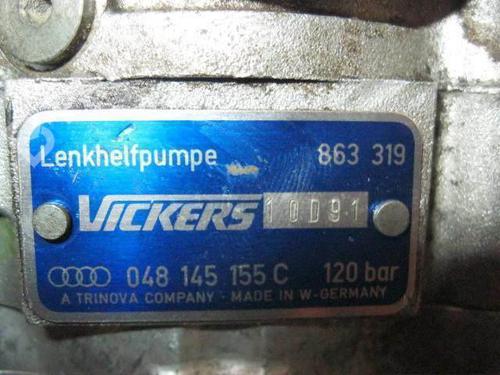 Lenkhelfpumpe 863 319
VICKERS 10D91
048 145 155 C 120 bar
A TRINOVA COMPANY - MADE IN W-GERMANY